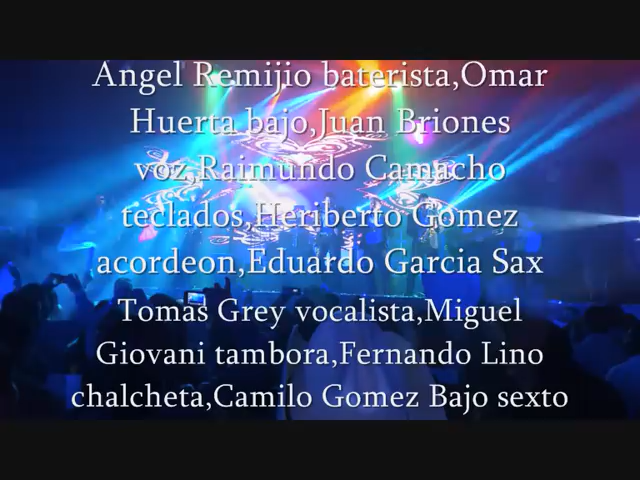 Angel Remijio baterista,Omar
Huerta bajo,Juan Briones
voz,Raimundo Camacho
teclados,Heriberto Gomez
acordeon,Eduardo Garcia Sax
Tomas Grey vocalista,Miguel
Giovani tambora,Fernando Lino
chalcheta,Camilo Gomez Bajo sexto